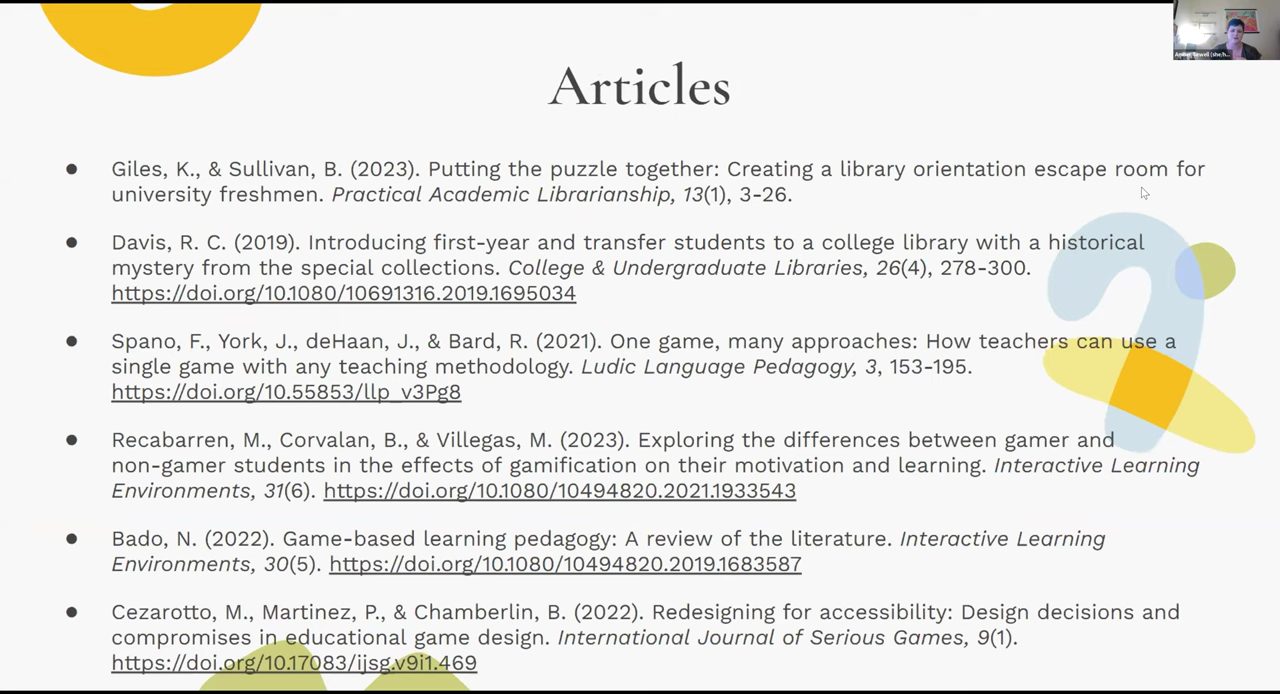 Articles
● Giles, K., & Sullivan, B. (2023). Putting the puzzle together: Creating a library orientation escape room for
university freshmen. Practical Academic Librarianship, 13(1), 3-26.
● Davis, R. C. (2019). Introducing first-year and transfer students to a college library with a historical
mystery from the special collections. College & Undergraduate Libraries, 26(4), 278-300.
https://doi.org/10.1080/10691316.2019.1695034
● Spano, F., York, J., deHaan, J., & Bard, R. (2021). One game, many approaches: How teachers can use a
single game with any teaching methodology. Ludic Language Pedagogy, 3, 153-195.
https://doi.org/10.55853/llp_v3Pg8
● Recabarren, M., Corvalan, B., & Villegas, M. (2023). Exploring the differences between gamer and
non-gamer students in the effects of gamification on their motivation and learning. Interactive Learning
Environments, 31(6). https://doi.org/10.1080/10494820.2021.1933543
● Bado, N. (2022). Game-based learning pedagogy: A review of the literature. Interactive Learning
Environments, 30(5). https://doi.org/10.1080/10494820.2019.1683587
● Cezarotto, M., Martinez, P., & Chamberlin, B. (2022). Redesigning for accessibility: Design decisions and
compromises in educational game design. International Journal of Serious Games, 9(1).
https://doi.org/10.17083/ijsg.v9i1.469